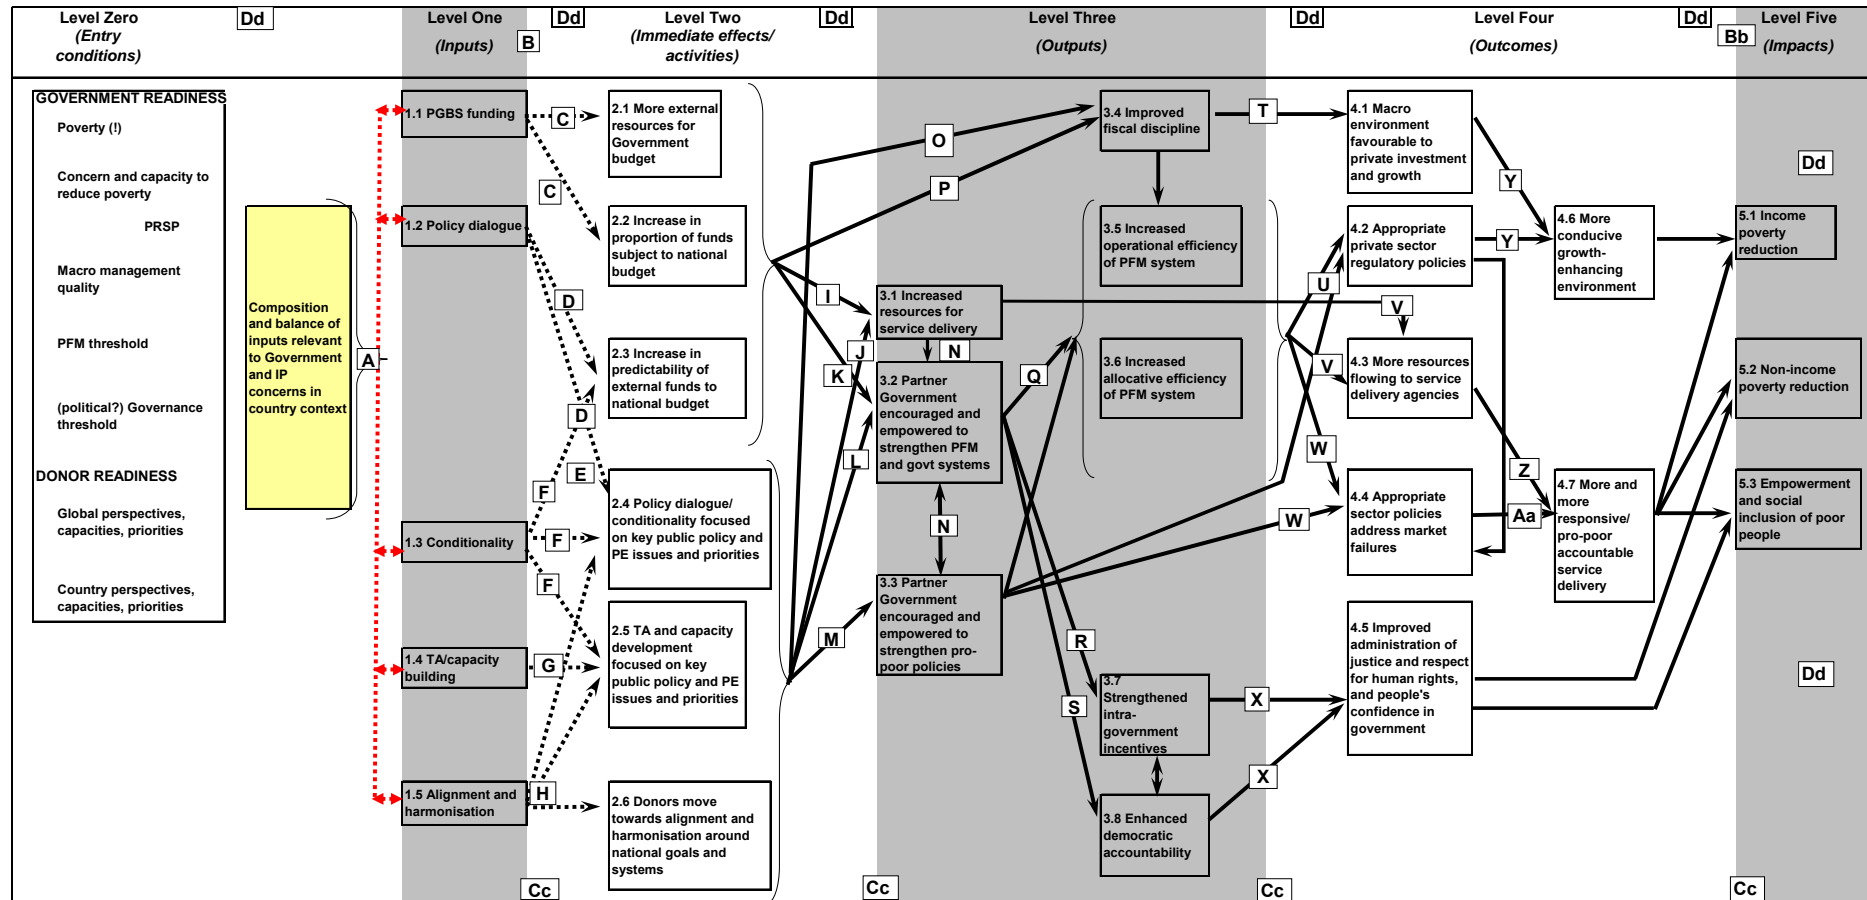 Level Zero
(Entry
conditions)
Dd
Level One
(Inputs)
B
Dd
Level Two
(Immediate effects/
activities)
Dd
Level Three
(Outputs)
Dd
Level Four
(Outcomes)
Dd
Bb
Level Five
(Impacts)
GOVERNMENT READINESS
Poverty (!)
Concern and capacity to
reduce poverty
PRSP
Macro management
quality
PFM threshold
(political?) Governance
threshold
DONOR READINESS
Global perspectives,
capacities, priorities
Country perspectives,
capacities, priorities
Composition
and balance of
inputs relevant
to Government
and IP
concerns in
country context
A
1.1 PGBS funding
1.2 Policy dialogue
1.3 Conditionality
1.4 TA/capacity
building
1.5 Alignment and
harmonisation
C
C
D
D
E
F
F
F
G
H
Cc
2.1 More external
resources for
Government
budget
2.2 Increase in
proportion of funds
subject to national
budget
2.3 Increase in
predictability of
external funds to
national budget
2.4 Policy dialogue/
conditionality focused
on key public policy and
PE issues and priorities
2.5 TA and capacity
development
focused on key
public policy and PE
issues and priorities
2.6 Donors move
towards alignment and
harmonisation around
national goals and
systems
O
P
I
J
K
L
M
Cc
3.1 Increased
resources for
service delivery
N
3.2 Partner
Government
encouraged and
empowered to
strengthen PFM
and govt systems
N
3.3 Partner
Government
encouraged and
empowered to
strengthen pro-
poor policies
Q
R
S
3.4 Improved
fiscal discipline
3.5 Increased
operational efficiency
of PFM system
3.6 Increased
allocative efficiency
of PFM system
3.7
Strengthened
intra-
government
incentives
3.8 Enhanced
democratic
accountability
T
U
V
V
W
W
X
X
Cc
4.1 Macro
environment
favourable to
private investment
and growth
4.2 Appropriate
private sector
regulatory policies
4.3 More resources
flowing to service
delivery agencies
4.4 Appropriate
sector policies
address market
failures
4.5 Improved
administration of
justice and respect
for human rights,
and people's
confidence in
government
Y
Y
Z
Aa
4.6 More
conducive
growth-
enhancing
environment
4.7 More and
more
responsive/
pro-poor
accountable
service
delivery
Dd
5.1 Income
poverty
reduction
5.2 Non-income
poverty reduction
5.3 Empowerment
and social
inclusion of poor
people
Dd
Cc